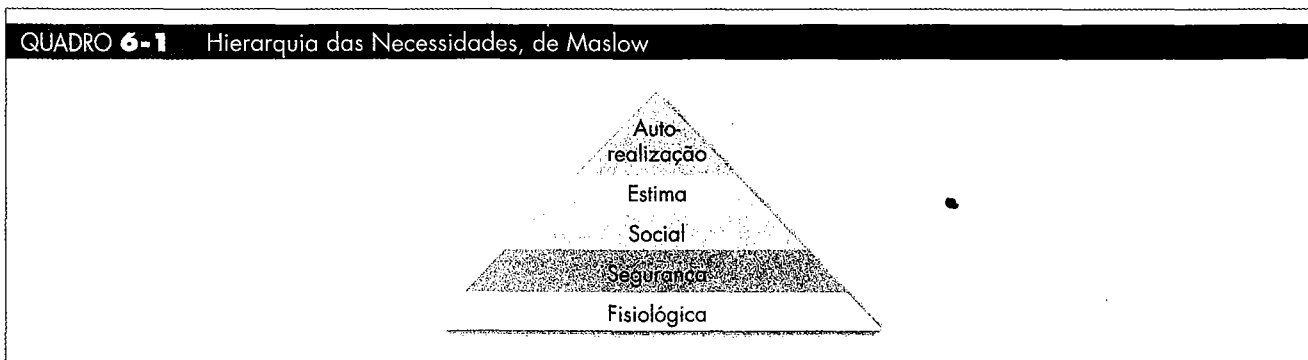 QUADRO 6-1 Hierarquia das Necessidades, de Maslow
Auto-
realização
Estima
Social
Segurança
Fisiológica